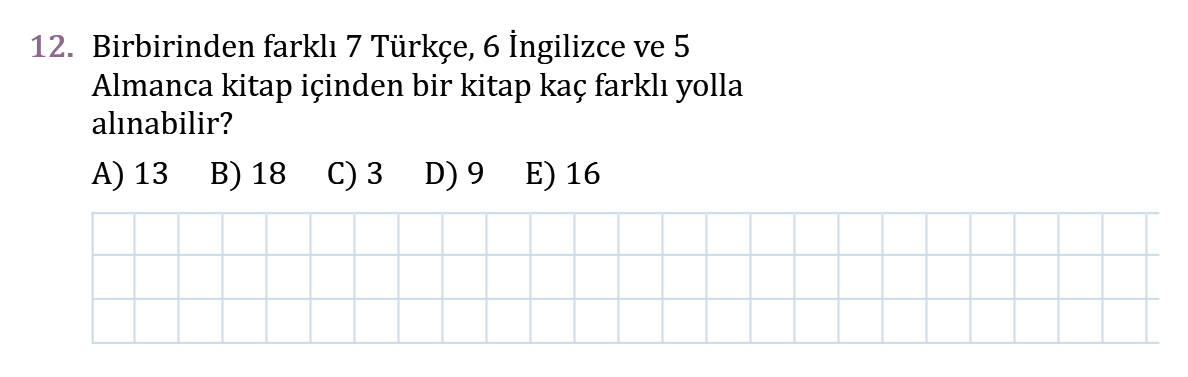 12. Birbirinden farklı 7 Türkçe, 6 İngilizce ve 5
Almanca kitap içinden bir kitap kaç farklı yolla
alınabilir?
A) 13 B) 18 C) 3 D) 9 E) 16